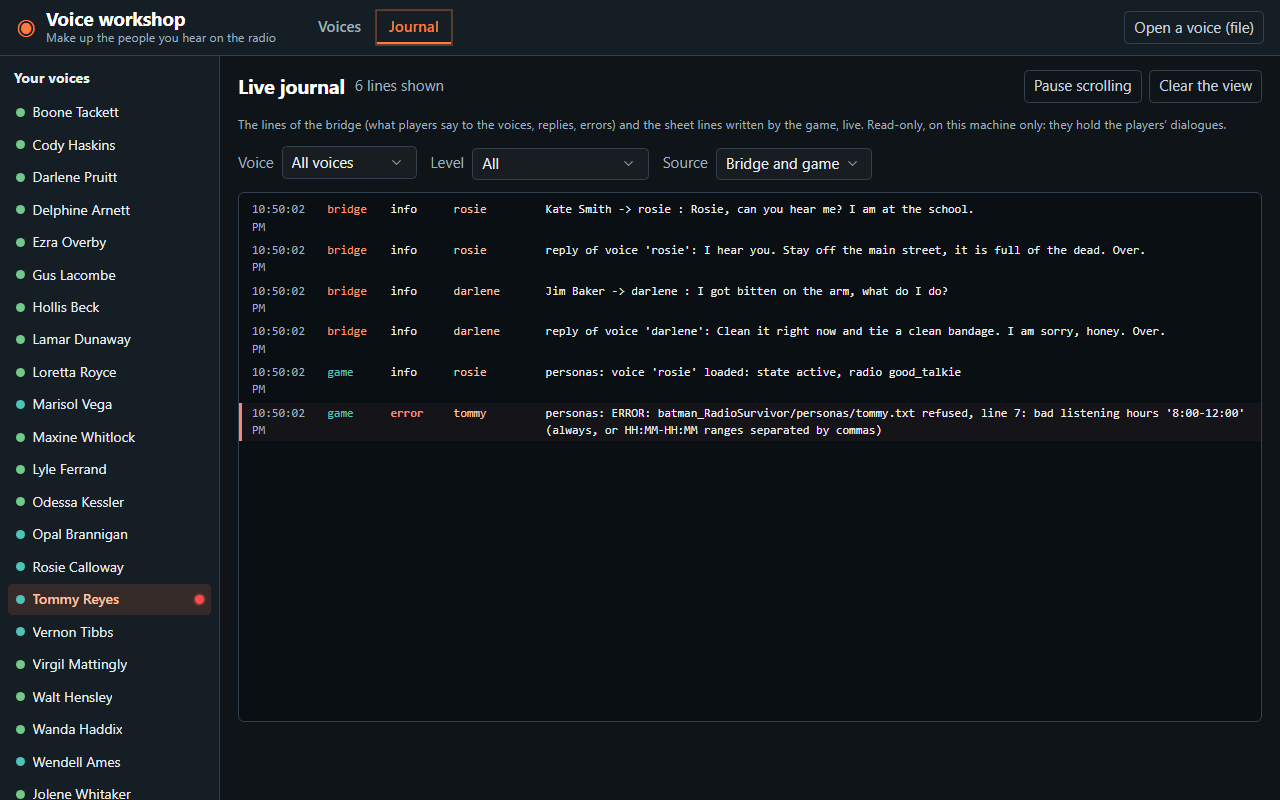 Voice workshop
Make up the people you hear on the radio
Voices
Journal
Open a voice (file)
Your voices
Boone Tackett
Cody Haskins
Darlene Pruitt
Delphine Arnett
Ezra Overby
Gus Lacombe
Hollis Beck
Lamar Dunaway
Loretta Royce
Marisol Vega
Maxine Whitlock
Lyle Ferrand
Odessa Kessler
Opal Brannigan
Rosie Calloway
Tommy Reyes
Vernon Tibbs
Virgil Mattingly
Walt Hensley
Wanda Haddix
Wendell Ames
Jolene Whitaker
Live journal 6 lines shown
Pause scrolling
Clear the view
The lines of the bridge (what players say to the voices, replies, errors) and the sheet lines written by the game, live. Read-only, on this machine only: they hold the players' dialogues.
Voice All voices Level All Source Bridge and game
10:50:02 bridge info rosie Kate Smith -> rosie : Rosie, can you hear me? I am at the school.
PM
10:50:02 bridge info rosie reply of voice 'rosie': I hear you. Stay off the main street, it is full of the dead. Over.
PM
10:50:02 bridge info darlene Jim Baker -> darlene : I got bitten on the arm, what do I do?
PM
10:50:02 bridge info darlene reply of voice 'darlene': Clean it right now and tie a clean bandage. I am sorry, honey. Over.
PM
10:50:02 game info rosie personas: voice 'rosie' loaded: state active, radio good_talkie
PM
10:50:02 game error tommy personas: ERROR: batman_RadioSurvivor/personas/tommy.txt refused, line 7: bad listening hours '8:00-12:00'
PM (always, or HH:MM-HH:MM ranges separated by commas)